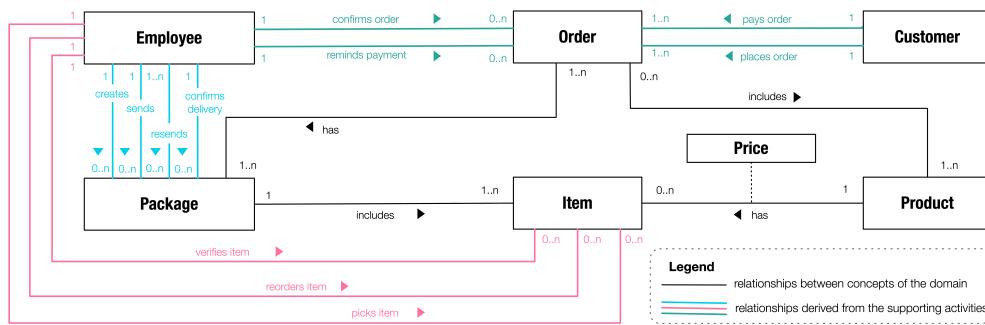 1 confirms order 0..n 1..n pays order 1
Employee Order Customer
1 1 reminds payment 0..n 1..n places order 1
1
1
1 1 1..n 1 1..n 0..n
creates confirms
sends delivery
includes
resends has
Price
0..n 0..n 0..n 0..n 1..n 1..n
Package 1 1..n Item 0..n 1 Product
includes has
verifies item 0..n 0..n 0..n
Legend
reorders item relationships between concepts of the domain
picks item relationships derived from the supporting activities